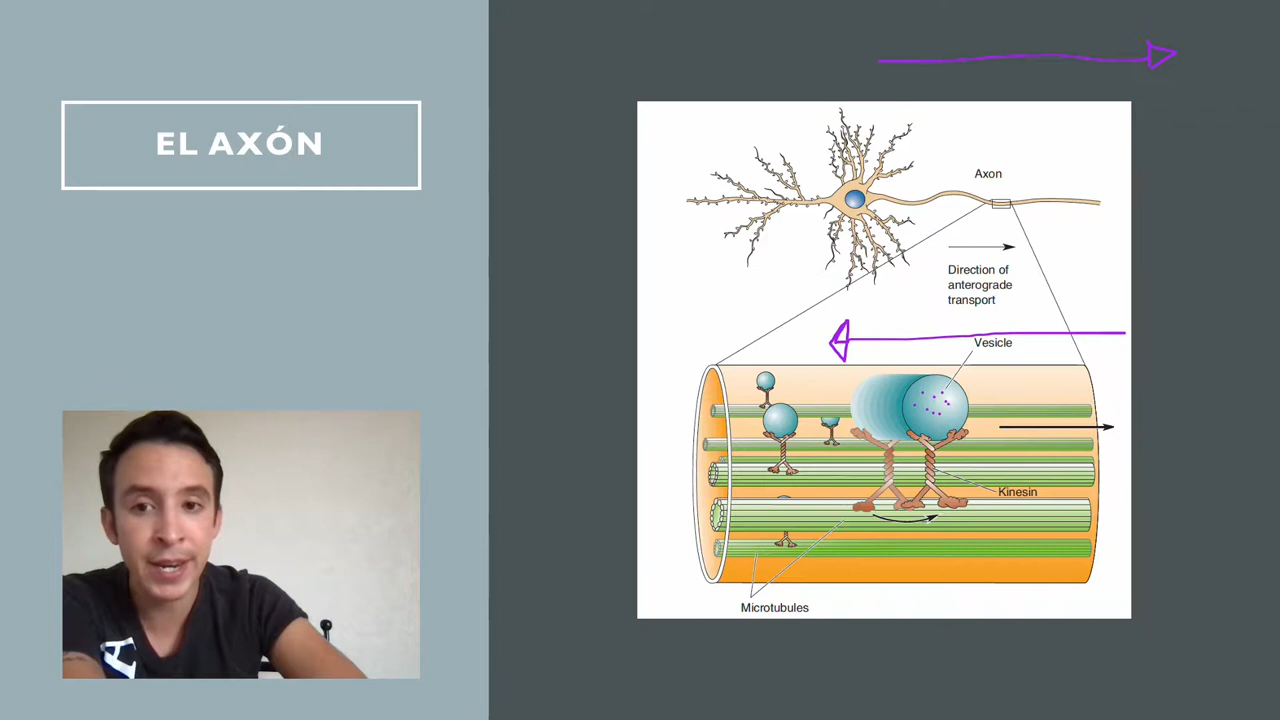 EL AXÓN
Axon
Direction of
anterograde
transport
Vesicle
Kinesin
Microtubules
A